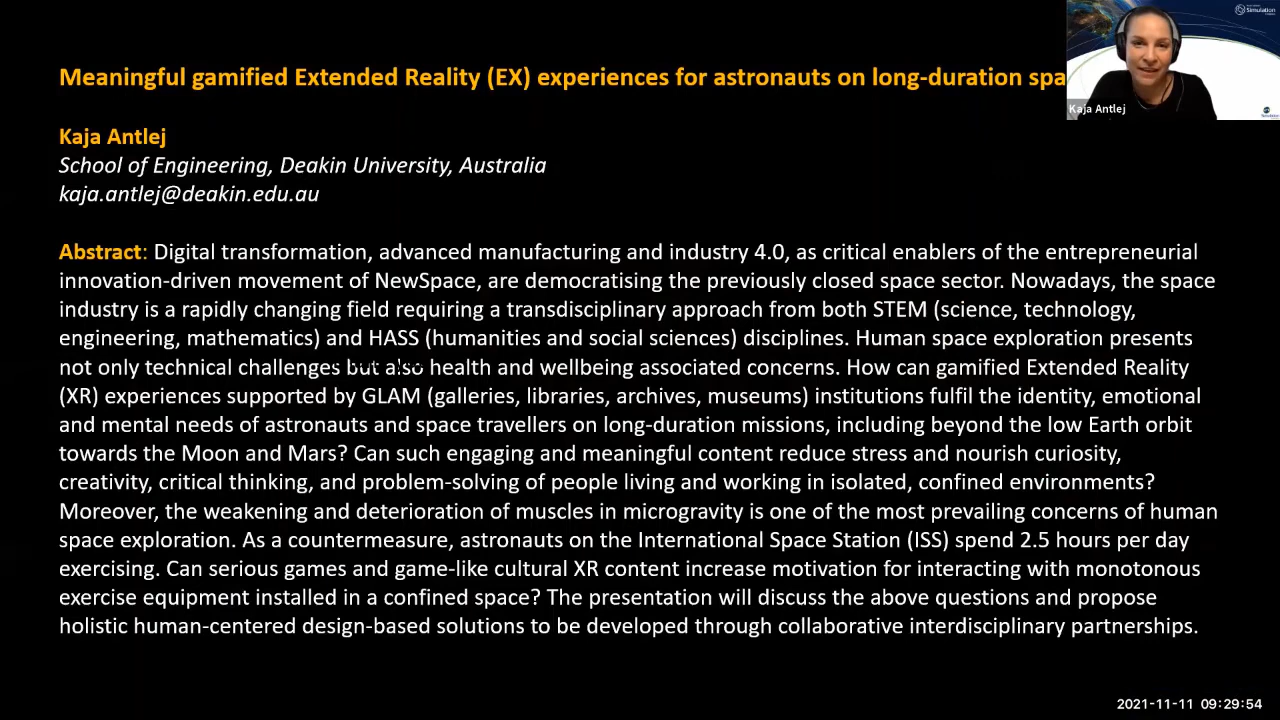 Meaningful gamified Extended Reality (EX) experiences for astronauts on long-duration
Simulation
Kaja Antlej
Kaja Antlej
School of Engineering, Deakin University, Australia
kaja.antlej@deakin.edu.au
Abstract: Digital transformation, advanced manufacturing and industry 4.0, as critical enablers of the entrepreneurial
innovation-driven movement of NewSpace, are democratising the previously closed space sector. Nowadays, the space
industry is a rapidly changing field requiring a transdisciplinary approach from both STEM (science, technology,
engineering, mathematics) and HASS (humanities and social sciences) disciplines. Human space exploration presents
not only technical challenges but also health and wellbeing associated concerns. How can gamified Extended Reality
(XR) experiences supported by GLAM (galleries, libraries, archives, museums) institutions fulfil the identity, emotional
and mental needs of astronauts and space travellers on long-duration missions, including beyond the low Earth orbit
towards the Moon and Mars? Can such engaging and meaningful content reduce stress and nourish curiosity,
creativity, critical thinking, and problem-solving of people living and working in isolated, confined environments?
Moreover, the weakening and deterioration of muscles in microgravity is one of the most prevailing concerns of human
space exploration. As a countermeasure, astronauts on the International Space Station (ISS) spend 2.5 hours per day
exercising. Can serious games and game-like cultural XR content increase motivation for interacting with monotonous
exercise equipment installed in a confined space? The presentation will discuss the above questions and propose
holistic human-centered design-based solutions to be developed through collaborative interdisciplinary partnerships.
2021-11-11 09:29:54